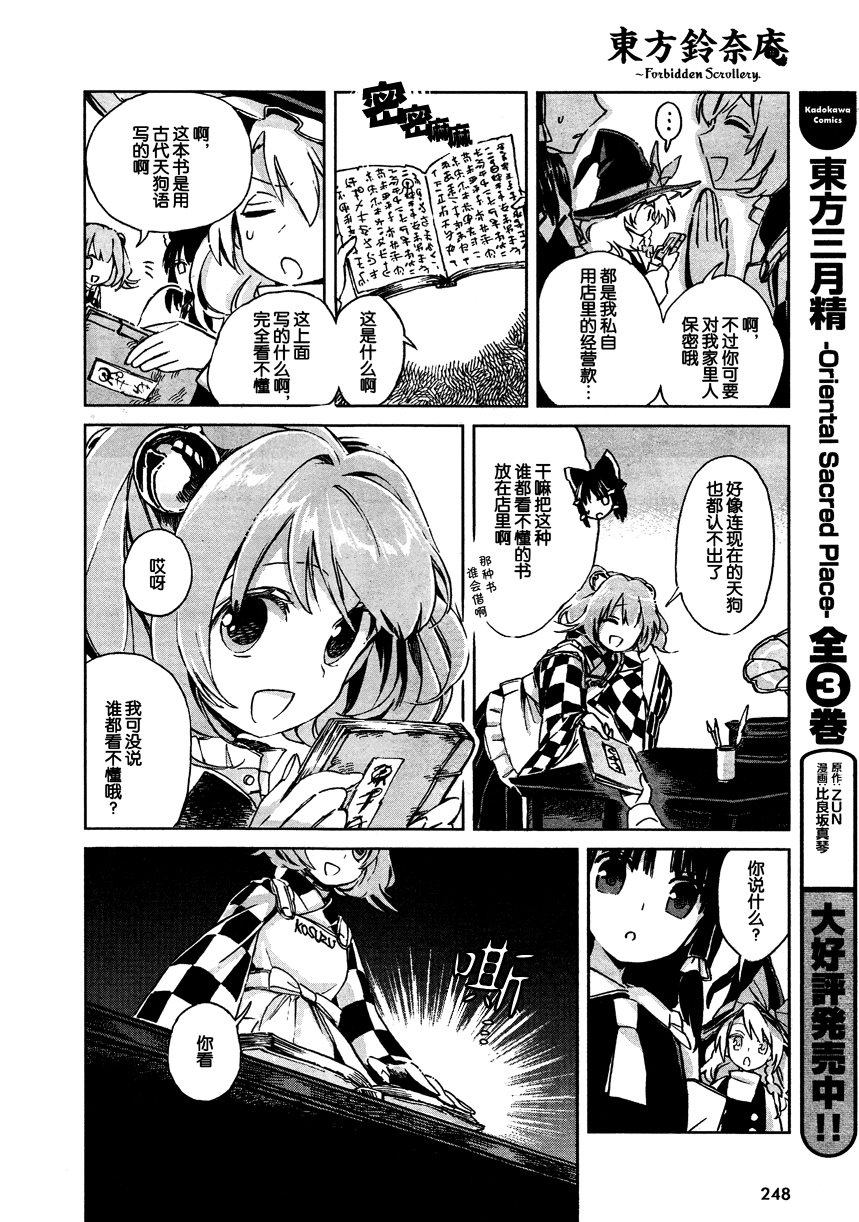 東方鈴奈庵
~Forbidden Scrollery.
啊，
不过你可要
对我家里人
保密哦
…
都是我私自
用店里的经营款…
密密麻麻
这是什么啊
这上面
写的什么啊，
完全看不懂
啊，
这本书是用
古代天狗语
写的啊
好像连现在的天狗
也都认不出了
干嘛把这种
谁都看不懂的书
放在店里啊
那种书
谁会借啊
哎呀
我可没说
谁都看不懂哦？
你说什么？
KOSUZU
嘶…
你看
Kadokawa
Comics
東方三月精-Oriental Sacred Place-全3巻
原作：ZUN
漫画：比良坂真琴
大好評発売中!!
248